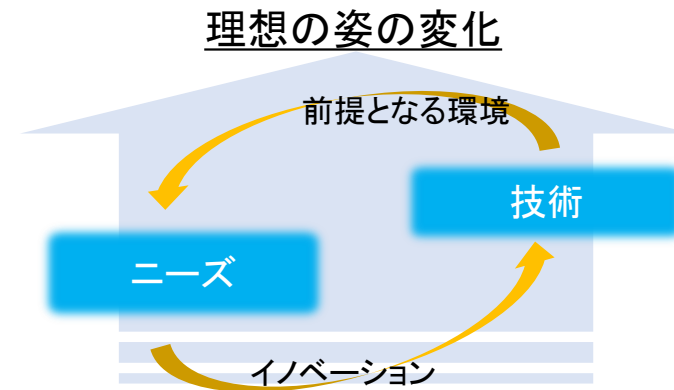 理想の姿の変化
前提となる環境
技術
ニーズ
イノベーション